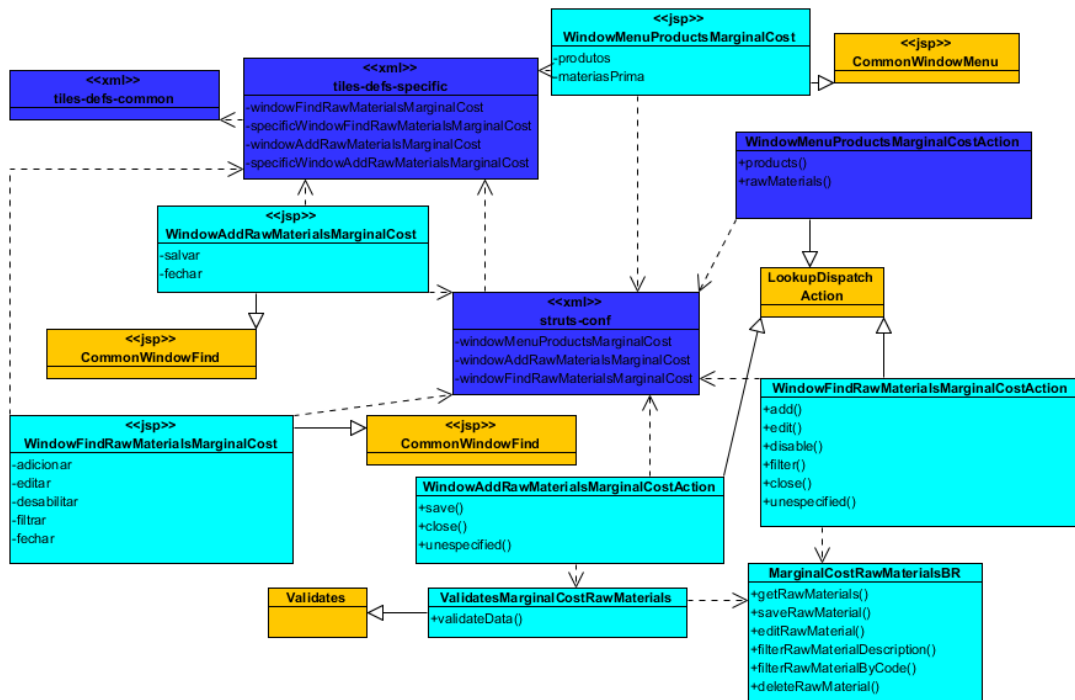 <<jsp>>
WindowMenuProductsMarginalCost
-produtos
-materiasPrima
<<jsp>>
CommonWindowMenu
<<xml>>
tiles-defs-common
<<xml>>
tiles-defs-specific
-windowFindRawMaterialsMarginalCost
-specificWindowFindRawMaterialsMarginalCost
-windowAddRawMaterialsMarginalCost
-specificWindowAddRawMaterialsMarginalCost
WindowMenuProductsMarginalCostAction
+products()
+rawMaterials()
<<jsp>>
WindowAddRawMaterialsMarginalCost
-salvar
-fechar
LookupDispatch
Action
<<xml>>
struts-conf
-windowMenuProductsMarginalCost
-windowAddRawMaterialsMarginalCost
-windowFindRawMaterialsMarginalCost
<<jsp>>
CommonWindowFind
WindowFindRawMaterialsMarginalCostAction
+add()
+edit()
+disable()
+filter()
+close()
+unespecified()
<<jsp>>
WindowFindRawMaterialsMarginalCost
-adicionar
-editar
-desabilitar
-filtrar
-fechar
<<jsp>>
CommonWindowFind
WindowAddRawMaterialsMarginalCostAction
+save()
+close()
+unespecified()
Validates
ValidatesMarginalCostRawMaterials
+validateData()
MarginalCostRawMaterialsBR
+getRawMaterials()
+saveRawMaterial()
+editRawMaterial()
+filterRawMaterialDescription()
+filterRawMaterialByCode()
+deleteRawMaterial()